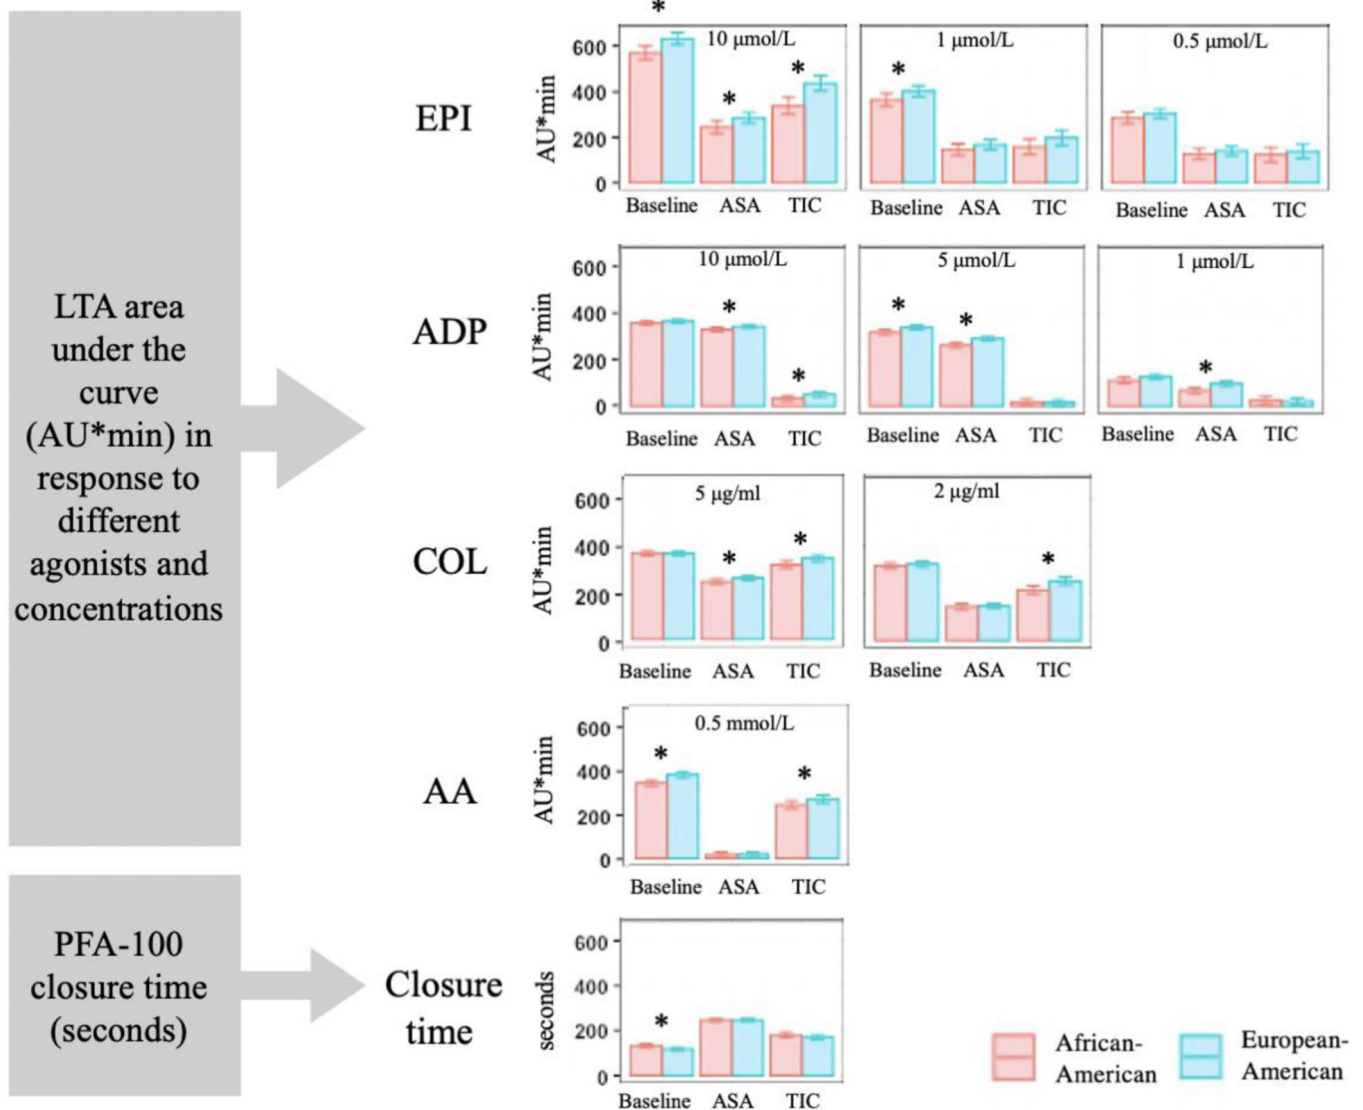 LTA area
under the
curve
(AU*min) in
response to
different
agonists and
concentrations
EPI
AU*min
600
400
200
0
*
*
*
10 μmol/L
Baseline ASA TIC
*
1 μmol/L
Baseline ASA TIC
0.5 μmol/L
Baseline ASA TIC
ADP
AU*min
600
400
200
0
10 μmol/L
*
*
Baseline ASA TIC
5 μmol/L
*
*
Baseline ASA TIC
1 μmol/L
*
Baseline ASA TIC
COL
AU*min
600
400
200
0
5 μg/ml
*
*
Baseline ASA TIC
2 μg/ml
*
Baseline ASA TIC
AA
AU*min
600
400
200
0
0.5 mmol/L
*
*
Baseline ASA TIC
PFA-100
closure time
(seconds)
Closure
time
seconds
600
400
200
0
*
Baseline ASA TIC
African-
American
European-
American